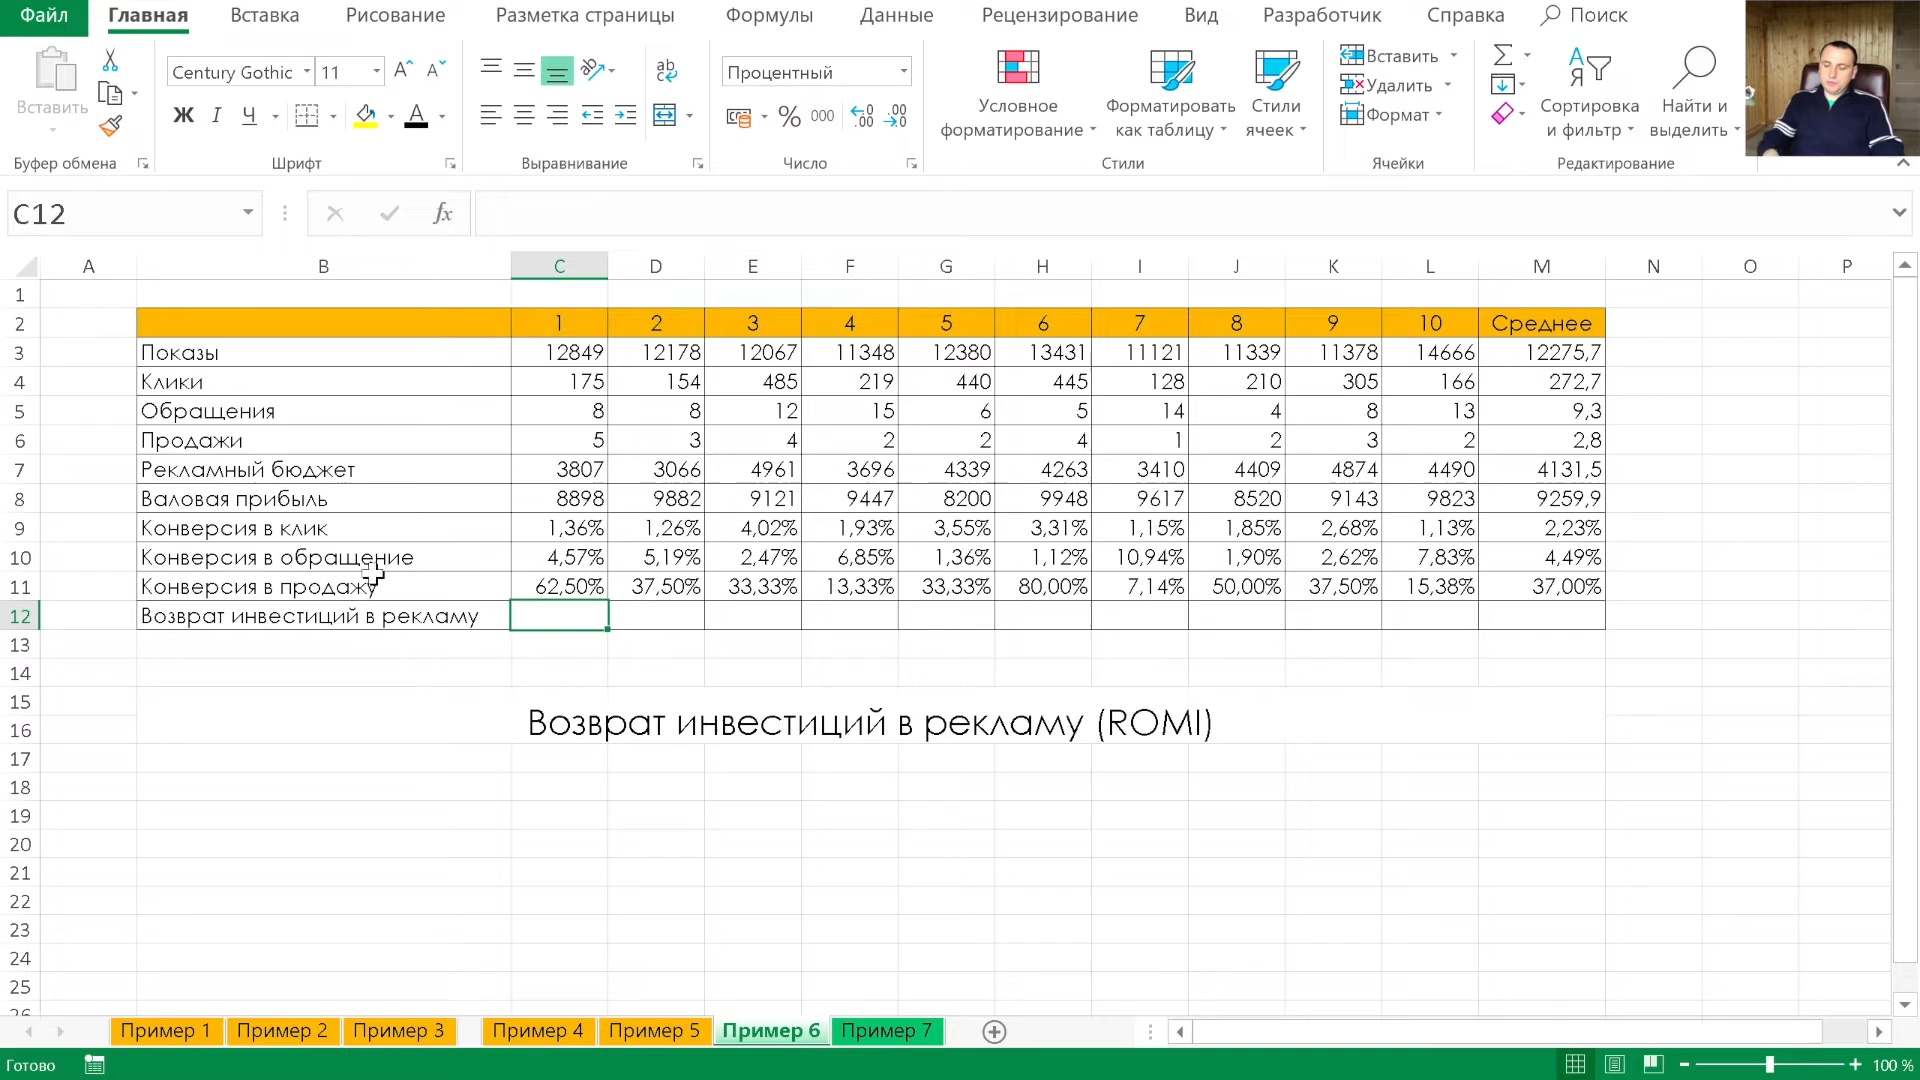 Файл Главная Вставка Рисование Разметка страницы Формулы Данные Рецензирование Вид Разработчик Справка Поиск
Вставить
Буфер обмена
Century Gothic 11
Ж К Ч А
Шрифт
ab
Выравнивание
Процентный
% 000
Число
Условное форматирование
Форматировать как таблицу
Стили ячеек
Стили
Вставить
Удалить
Формат
Ячейки
Сортировка и фильтр
Найти и выделить
Редактирование
C12 fx
A B C D E F G H I J K L M N O P
1
2 1 2 3 4 5 6 7 8 9 10 Среднее
3 Показы 12849 12178 12067 11348 12380 13431 11121 11339 11378 14666 12275,7
4 Клики 175 154 485 219 440 445 128 210 305 166 272,7
5 Обращения 8 8 12 15 6 5 14 4 8 13 9,3
6 Продажи 5 3 4 2 2 4 1 2 3 2 2,8
7 Рекламный бюджет 3807 3066 4961 3696 4339 4263 3410 4409 4874 4490 4131,5
8 Валовая прибыль 8898 9882 9121 9447 8200 9948 9617 8520 9143 9823 9259,9
9 Конверсия в клик 1,36% 1,26% 4,02% 1,93% 3,55% 3,31% 1,15% 1,85% 2,68% 1,13% 2,23%
10 Конверсия в обращение 4,57% 5,19% 2,47% 6,85% 1,36% 1,12% 10,94% 1,90% 2,62% 7,83% 4,49%
11 Конверсия в продажу 62,50% 37,50% 33,33% 13,33% 33,33% 80,00% 7,14% 50,00% 37,50% 15,38% 37,00%
12 Возврат инвестиций в рекламу
13
14
15
Возврат инвестиций в рекламу (ROMI)
16
17
18
19
20
21
22
23
24
25
26
Пример 1 Пример 2 Пример 3 Пример 4 Пример 5 Пример 6 Пример 7
Готово 100 %